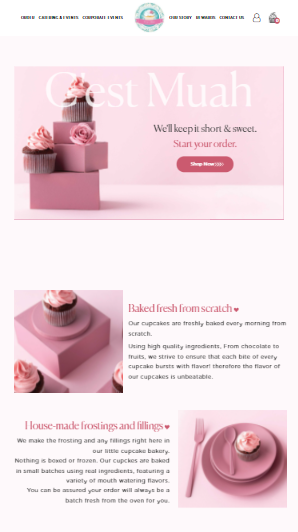 ORDER CATERING & EVENTS CORPORATE EVENTS OUR STORY REWARDS CONTACT US
C'est Muah
We'll keep it short & sweet.
Start your order.
Shop Now >>>
Baked fresh from scratch
Our cupcakes are freshly baked every morning from
scratch.
Using high quality ingredients, From chocolate to
fruits, we strive to ensure that each bite of every
cupcake bursts with flavor! therefore the flavor of
our cupcakes is unbeatable.
House-made frostings and fillings
We make the frosting and any fillings right here in
our little cupcake bakery.
Nothing is boxed or frozen. Our cupcakes are baked
in small batches using real ingredients, featuring a
variety of mouth watering flavors.
You can be assured your order will always be a
batch fresh from the oven for you.